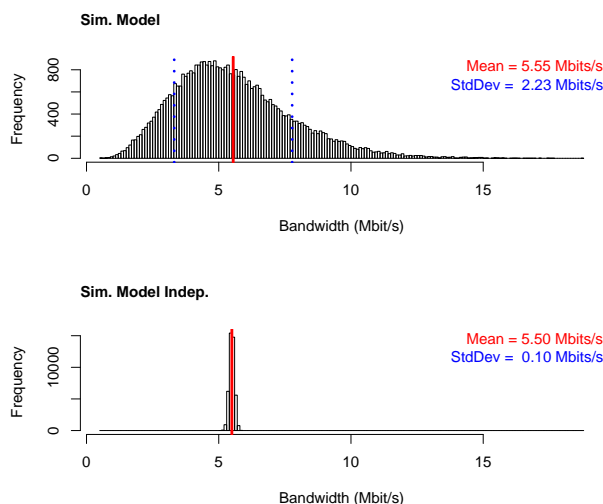 Sim. Model
Mean = 5.55 Mbits/s
StdDev = 2.23 Mbits/s
Frequency
0 400 800
0 5 10 15
Bandwidth (Mbit/s)
Sim. Model Indep.
Mean = 5.50 Mbits/s
StdDev = 0.10 Mbits/s
Frequency
0 10000
0 5 10 15
Bandwidth (Mbit/s)